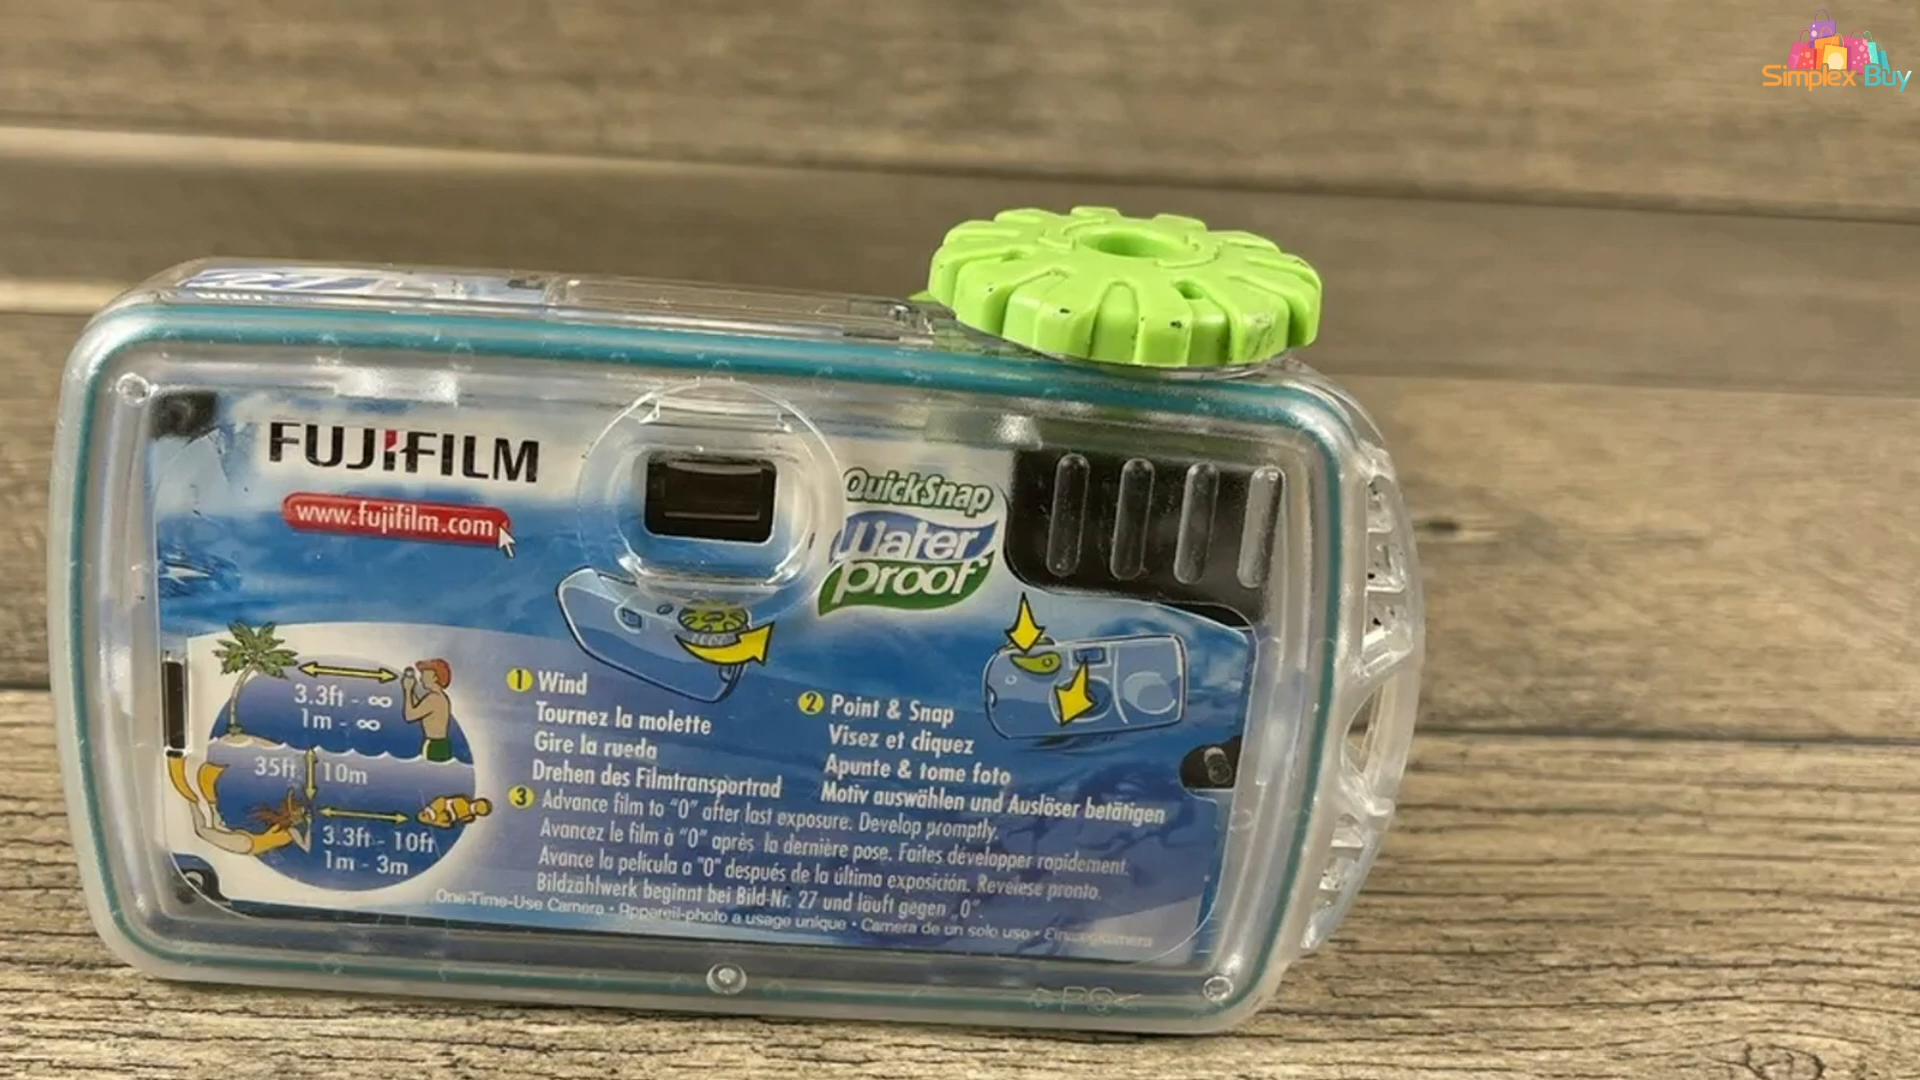 Simplex Buy
FUJIFILM
www.fujifilm.com
QuickSnap
Water
proof
3.3ft - ∞
1m - ∞
35ft 10m
3.3ft - 10ft
1m - 3m
1 Wind
Tournez la molette
Gire la rueda
Drehen des Filmtransportrad
2 Point & Snap
Visez et cliquez
Apunte & tome foto
Motiv auswählen und Auslöser betätigen
3 Advance film to "0" after last exposure. Develop promptly.
Avancez le film à "0" après la dernière pose. Faites développer rapidement.
Avance la película a "0" después de la última exposición. Revelese pronto.
Bildzählwerk beginnt bei Bild-Nr. 27 und läuft gegen „0".
One-Time-Use Camera • Appareil-photo a usage unique • Camera de un solo uso • Einwegkamera
>PS<